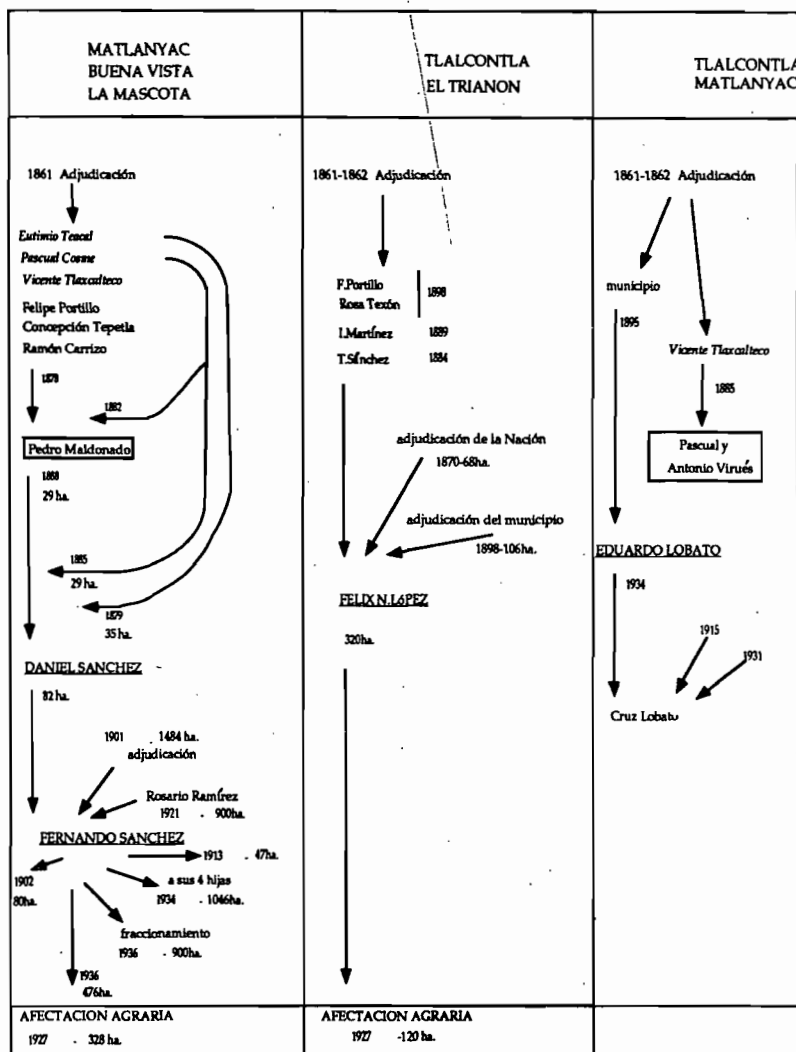 MATLANYAC
BUENA VISTA
LA MASCOTA
1861 Adjudicación
Eutimio Teacal
Pascual Cosme
Vicente Tlaxcalteco
Felipe Portillo
Concepción Tepetla
Ramón Carrizo
1878
1882
Pedro Maldonado
1888
29 ha.
1885
29 ha.
1879
35 ha.
DANIEL SANCHEZ
82 ha.
1901 - 1484 ha.
adjudicación
Rosario Ramírez
1921 - 900ha.
FERNANDO SANCHEZ
1913 - 47ha.
1902
80ha.
a sus 4 hijas
1934 - 1046ha.
fraccionamiento
1936 - 900ha.
1936
476ha.
AFECTACION AGRARIA
1927 - 328 ha.
TLALCONTLA
EL TRIANON
1861-1862 Adjudicación
F.Portillo
Rosa Texón
1898
I.Martínez 1889
T.Sínchez 1884
adjudicación de la Nación
1870-68ha.
adjudicación del municipio
1898-106ha.
FELIX N.LóPEZ
320ha.
AFECTACION AGRARIA
1927 -120 ha.
TLALCONTLA
MATLANYAC
1861-1862 Adjudicación
municipio
1895
Vicente Tlaxcalteco
1885
Pascual y
Antonio Virués
EDUARDO LOBATO
1934
1915
1931
Cruz Lobato